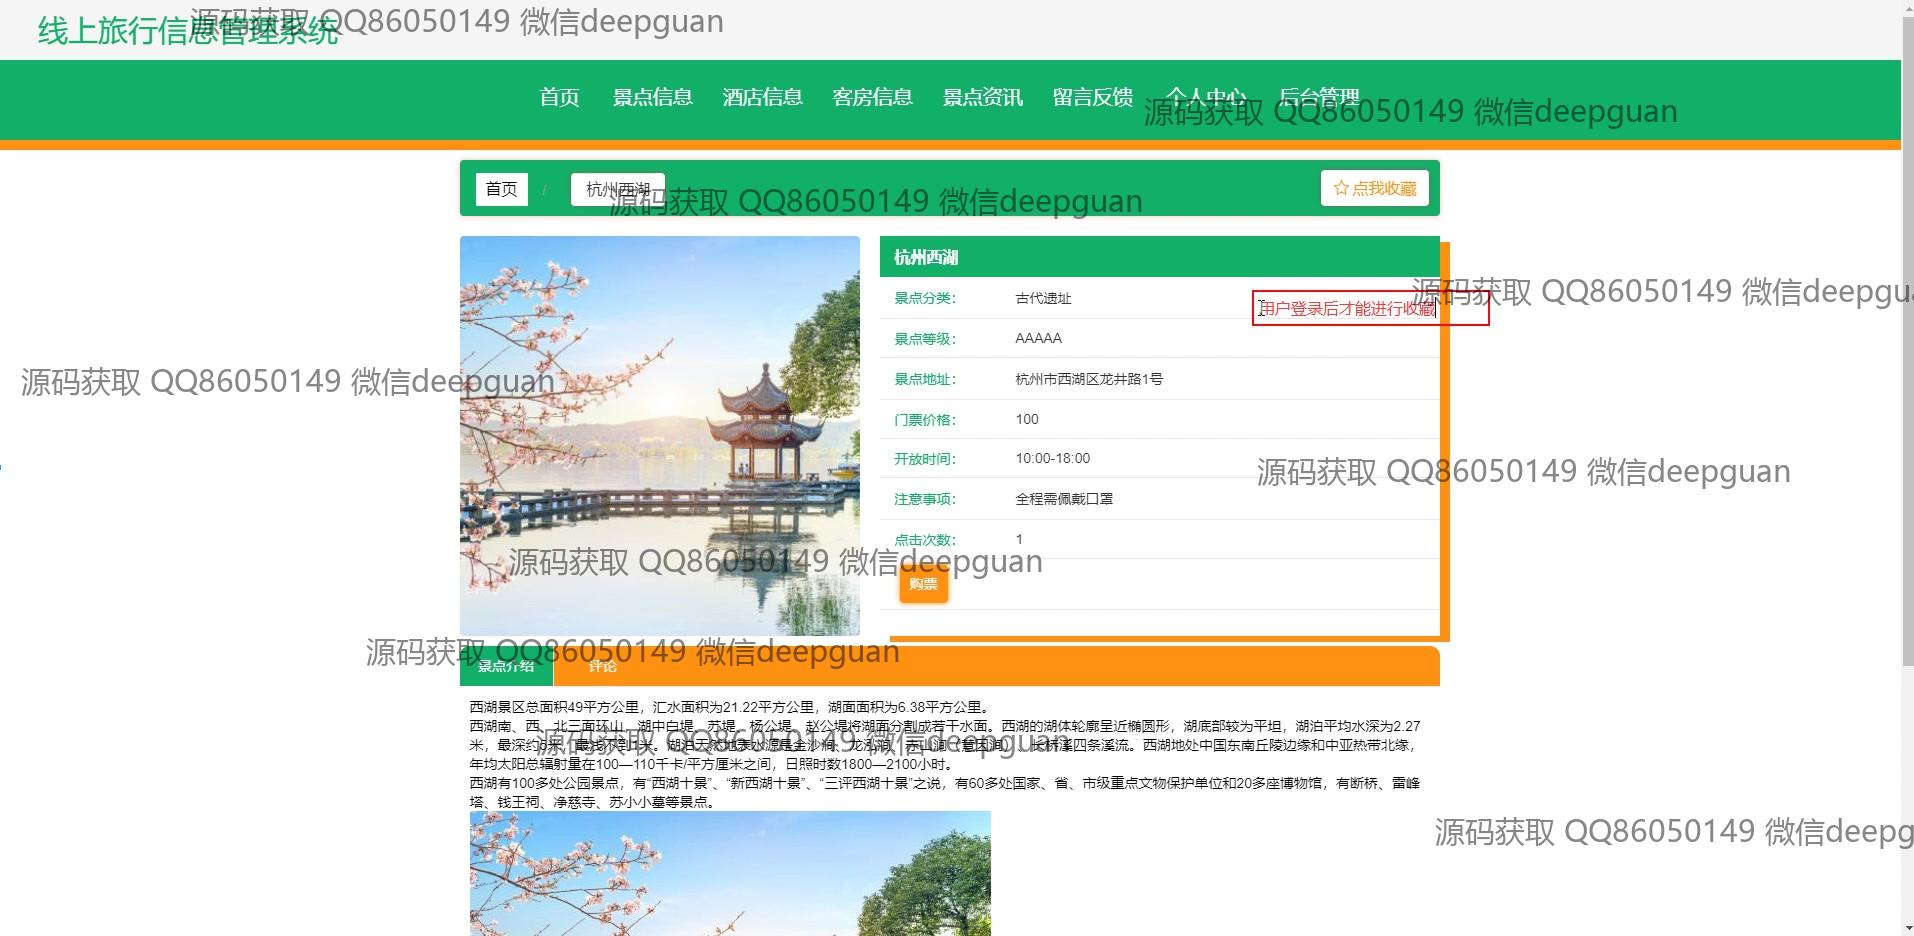 线上旅行信息管理系统
源码获取 QQ86050149 微信deepguan
首页 景点信息 酒店信息 客房信息 景点资讯 留言反馈 个人中心 后台管理
源码获取 QQ86050149 微信deepguan
首页 / 杭州西湖 ☆ 点我收藏
源码获取 QQ86050149 微信deepguan
杭州西湖
景点分类: 古代遗址
用户登录后才能进行收藏
源码获取 QQ86050149 微信deepgu
景点等级: AAAAA
景点地址: 杭州市西湖区龙井路1号
源码获取 QQ86050149 微信deepguan
门票价格: 100
开放时间: 10:00-18:00
源码获取 QQ86050149 微信deepguan
注意事项: 全程需佩戴口罩
点击次数: 1
源码获取 QQ86050149 微信deepguan
购票
源码获取 QQ86050149 微信deepguan
景点介绍 评论
西湖景区总面积49平方公里，汇水面积为21.22平方公里，湖面面积为6.38平方公里。
西湖南、西、北三面环山，湖中白堤、苏堤、杨公堤、赵公堤将湖面分割成若干水面。西湖的湖体轮廓呈近椭圆形，湖底部较为平坦，湖泊平均水深为2.27
米，最深约5米，最浅不到1米。湖泊天然地表水源是金沙涧、龙泓涧、赤山涧（慧因涧）、长桥溪四条溪流。西湖地处中国东南丘陵边缘和中亚热带北缘，
源码获取 QQ86050149 微信deepguan
年均太阳总辐射量在100—110千卡/平方厘米之间，日照时数1800—2100小时。
西湖有100多处公园景点，有“西湖十景”、“新西湖十景”、“三评西湖十景”之说，有60多处国家、省、市级重点文物保护单位和20多座博物馆，有断桥、雷峰
塔、钱王祠、净慈寺、苏小小墓等景点。
源码获取 QQ86050149 微信deepg